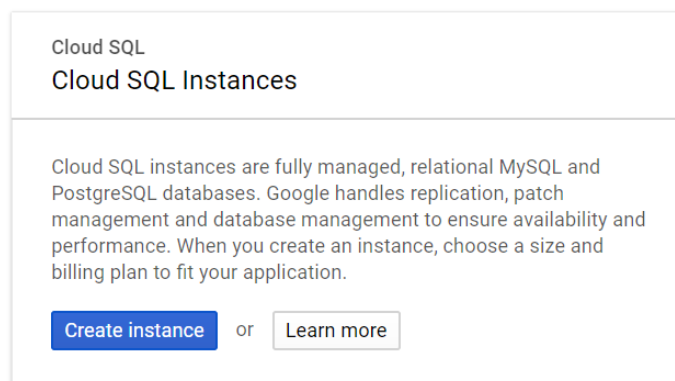 Cloud SQL
Cloud SQL Instances
Cloud SQL instances are fully managed, relational MySQL and
PostgreSQL databases. Google handles replication, patch
management and database management to ensure availability and
performance. When you create an instance, choose a size and
billing plan to fit your application.
Create instance or Learn more